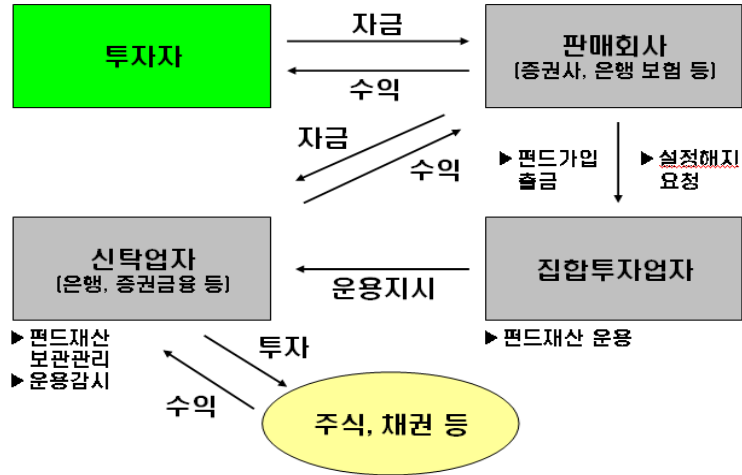 투자자
자금
수익
판매회사
(증권사, 은행 보험 등)
자금
수익
▶ 펀드가입
출금
▶ 설정해지
요청
신탁업자
(은행, 증권금융 등)
운용지시
집합투자업자
▶ 펀드재산
보관관리
▶ 운용감시
투자
수익
▶ 펀드재산 운용
주식, 채권 등